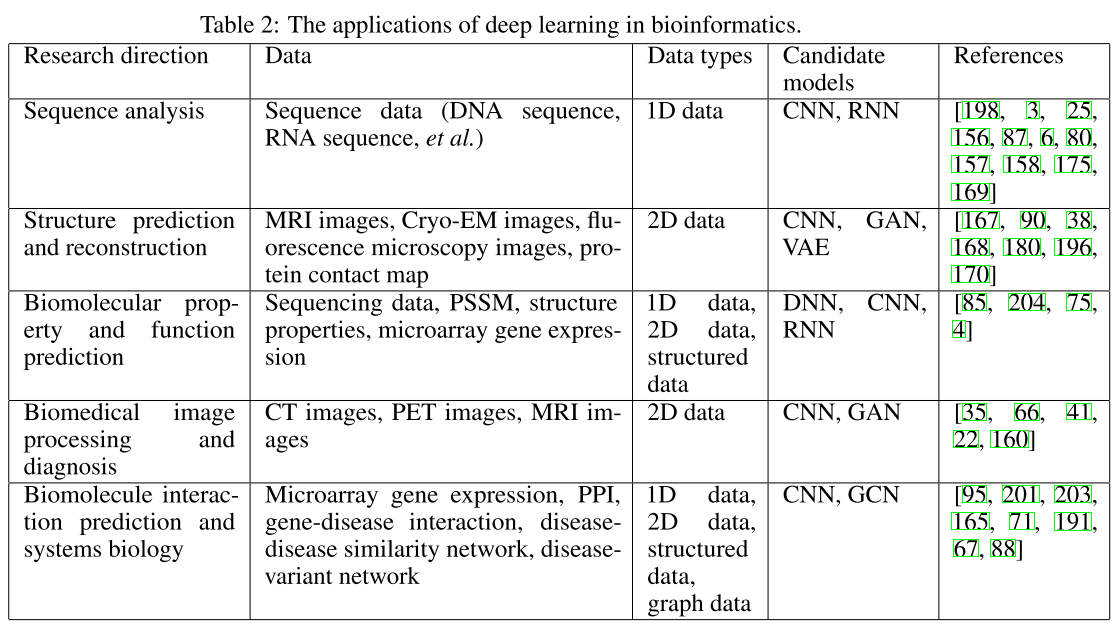 Table 2: The applications of deep learning in bioinformatics.
Research direction Data Data types Candidate models References
Sequence analysis Sequence data (DNA sequence, RNA sequence, et al.) 1D data CNN, RNN [198, 3, 25, 156, 87, 6, 80, 157, 158, 175, 169]
Structure prediction and reconstruction MRI images, Cryo-EM images, fluorescence microscopy images, protein contact map 2D data CNN, GAN, VAE [167, 90, 38, 168, 180, 196, 170]
Biomolecular property and function prediction Sequencing data, PSSM, structure properties, microarray gene expression 1D data, 2D data, structured data DNN, CNN, RNN [85, 204, 75, 4]
Biomedical image processing and diagnosis CT images, PET images, MRI images 2D data CNN, GAN [35, 66, 41, 22, 160]
Biomolecule interaction prediction and systems biology Microarray gene expression, PPI, gene-disease interaction, disease-disease similarity network, disease-variant network 1D data, 2D data, structured data, graph data CNN, GCN [95, 201, 203, 165, 71, 191, 67, 88]